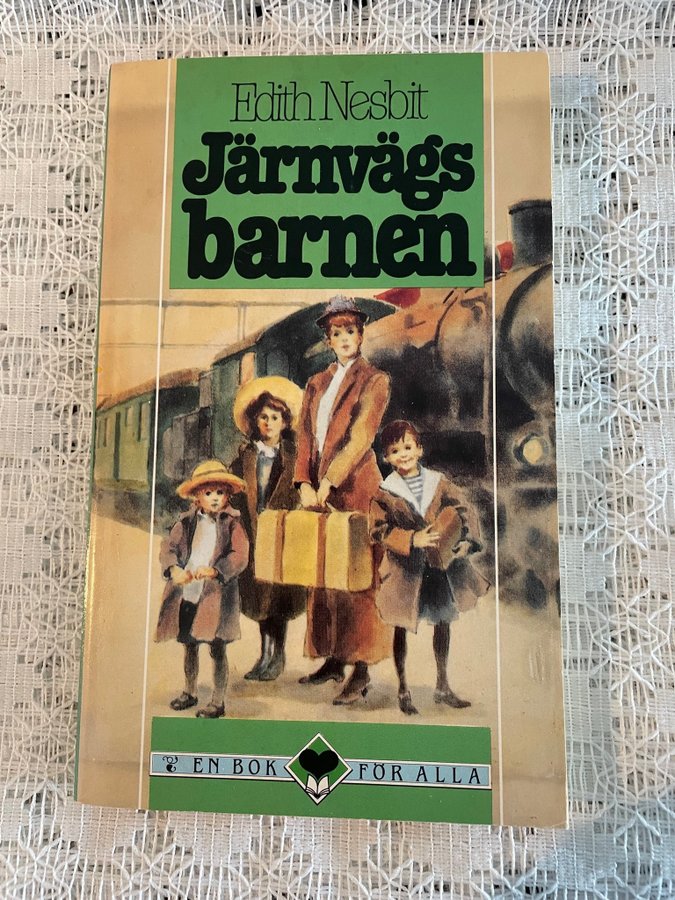 Edith Nesbit
Järnvägs
barnen
EN BOK FÖR ALLA